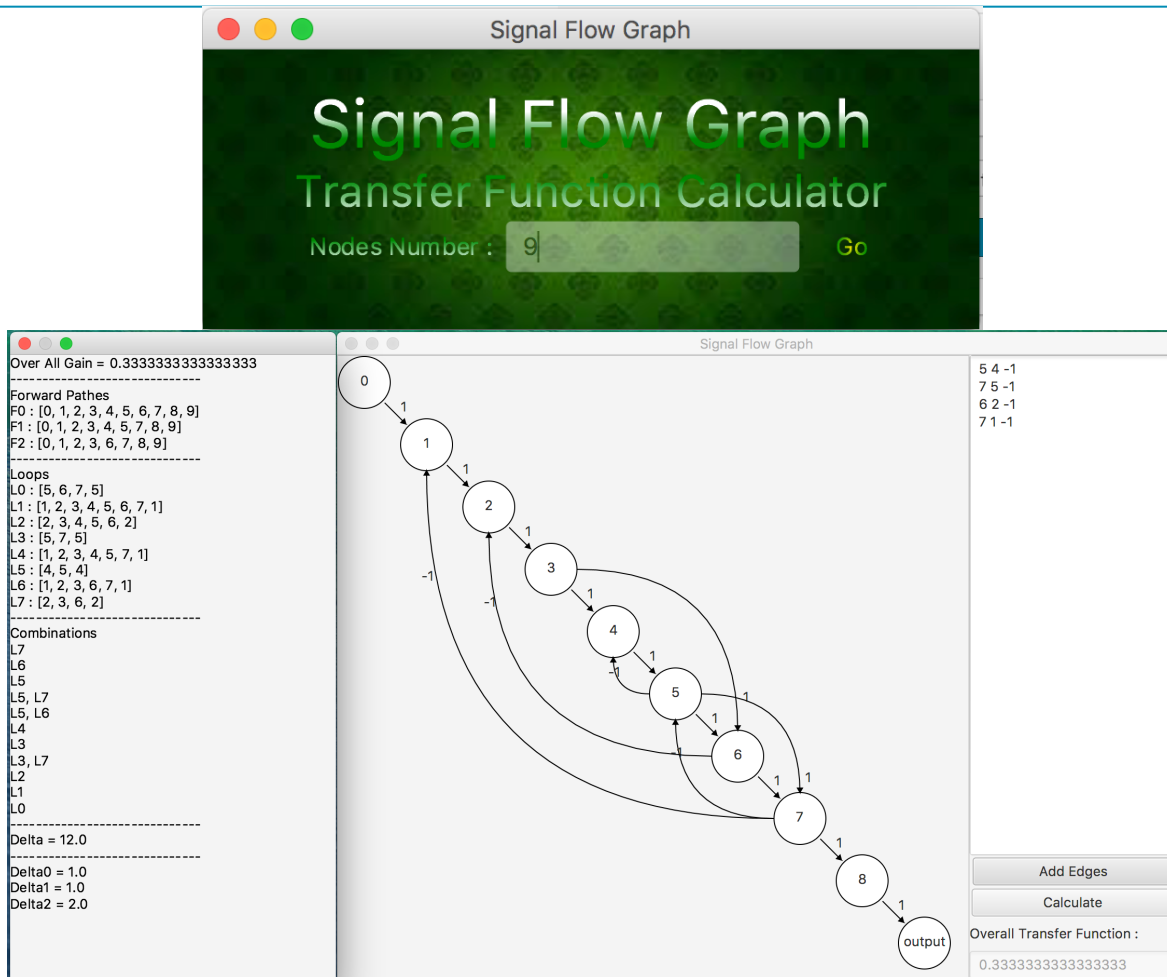 Signal Flow Graph
Signal Flow Graph
Transfer Function Calculator
Nodes Number : 9 Go
Signal Flow Graph
Over All Gain = 0.3333333333333333
------------------------------
Forward Pathes
F0 : [0, 1, 2, 3, 4, 5, 6, 7, 8, 9]
F1 : [0, 1, 2, 3, 4, 5, 7, 8, 9]
F2 : [0, 1, 2, 3, 6, 7, 8, 9]
------------------------------
Loops
L0 : [5, 6, 7, 5]
L1 : [1, 2, 3, 4, 5, 6, 7, 1]
L2 : [2, 3, 4, 5, 6, 2]
L3 : [5, 7, 5]
L4 : [1, 2, 3, 4, 5, 7, 1]
L5 : [4, 5, 4]
L6 : [1, 2, 3, 6, 7, 1]
L7 : [2, 3, 6, 2]
------------------------------
Combinations
L7
L6
L5
L5, L7
L5, L6
L4
L3
L3, L7
L2
L1
L0
------------------------------
Delta = 12.0
------------------------------
Delta0 = 1.0
Delta1 = 1.0
Delta2 = 2.0
0
1
1
1
2
1
3
-1
1
-1
4
1
-1
5
1
1
-1
6
1
1
7
1
8
1
output
5 4 -1
7 5 -1
6 2 -1
7 1 -1
Add Edges
Calculate
Overall Transfer Function :
0.3333333333333333